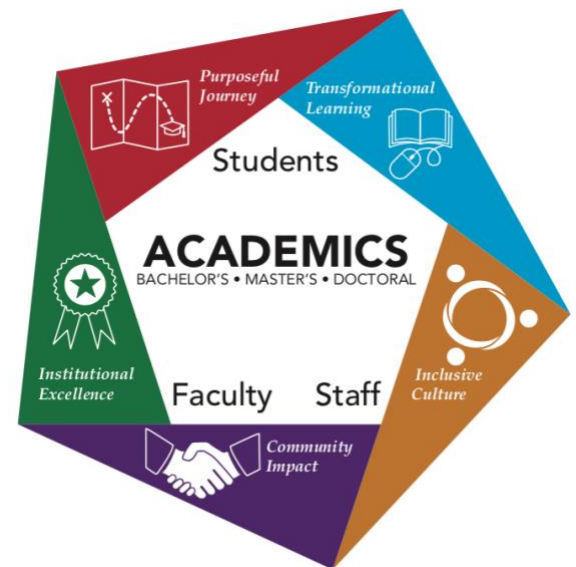 Purposeful
Journey
Transformational
Learning
Students
ACADEMICS
BACHELOR'S • MASTER'S • DOCTORAL
Institutional
Excellence
Inclusive
Culture
Faculty
Staff
Community
Impact